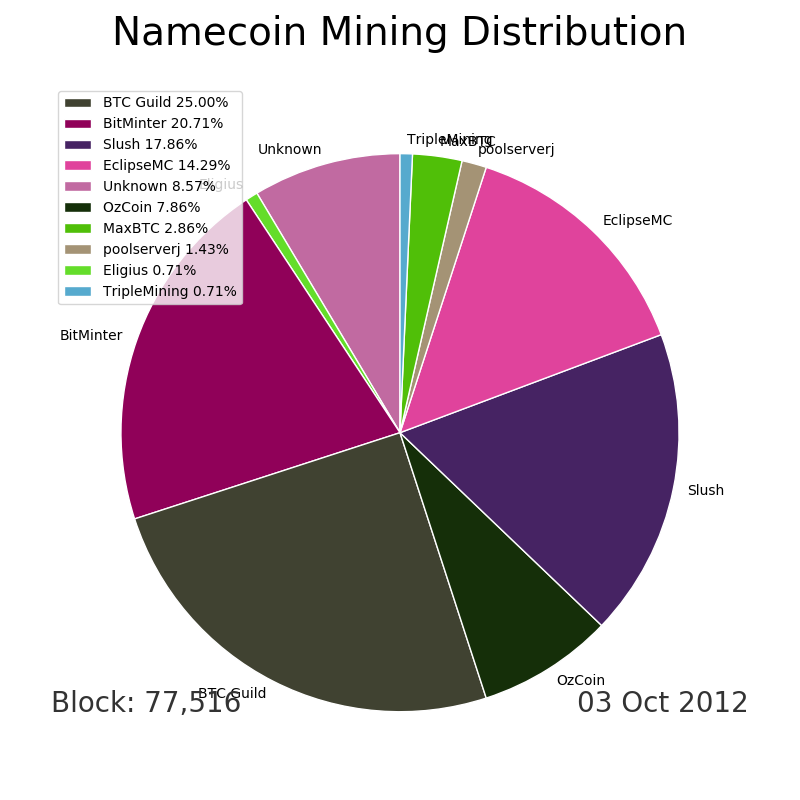 Namecoin Mining Distribution
BTC Guild 25.00%
BitMinter 20.71%
Slush 17.86%
EclipseMC 14.29%
Unknown 8.57%
OzCoin 7.86%
MaxBTC 2.86%
poolserverj 1.43%
Eligius 0.71%
TripleMining 0.71%
TripleMining
MaxBTC
poolserverj
Unknown
Eligius
EclipseMC
BitMinter
Slush
OzCoin
BTC Guild
Block: 77,516
03 Oct 2012